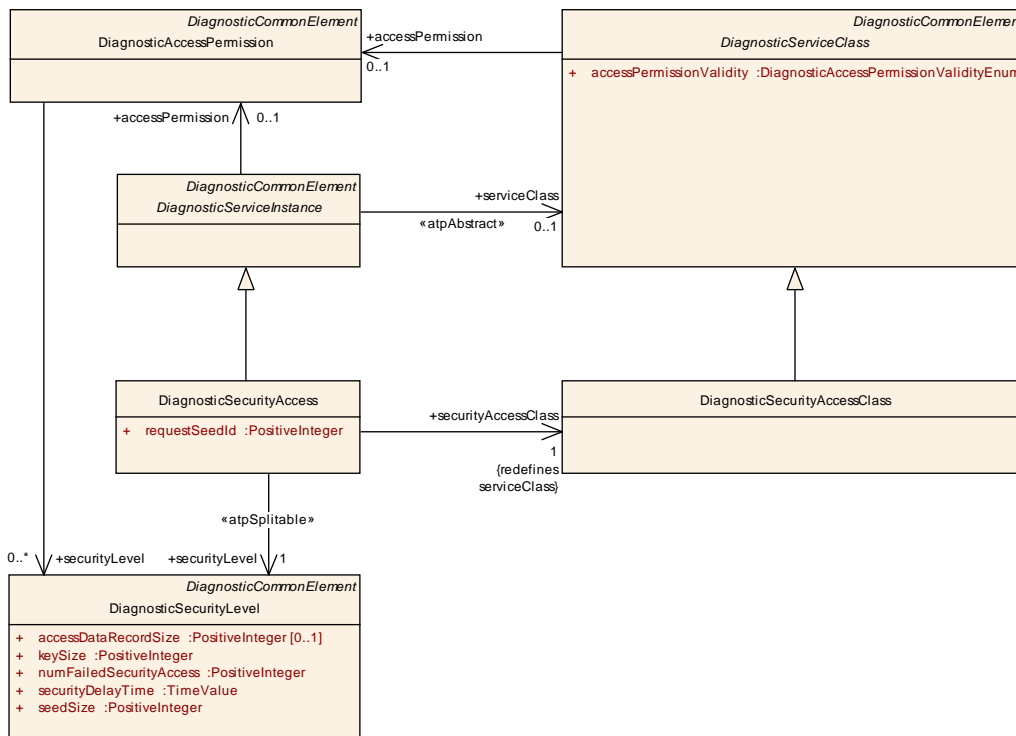 DiagnosticCommonElement
DiagnosticAccessPermission
DiagnosticCommonElement
DiagnosticServiceClass
+ accessPermissionValidity :DiagnosticAccessPermissionValidityEnum
+accessPermission
0..1
+accessPermission
0..1
DiagnosticCommonElement
DiagnosticServiceInstance
+serviceClass
«atpAbstract»
0..1
DiagnosticSecurityAccess
+ requestSeedId :PositiveInteger
+securityAccessClass
1
{redefines
serviceClass}
DiagnosticSecurityAccessClass
«atpSplitable»
0..*
+securityLevel
+securityLevel
1
DiagnosticCommonElement
DiagnosticSecurityLevel
+ accessDataRecordSize :PositiveInteger [0..1]
+ keySize :PositiveInteger
+ numFailedSecurityAccess :PositiveInteger
+ securityDelayTime :TimeValue
+ seedSize :PositiveInteger